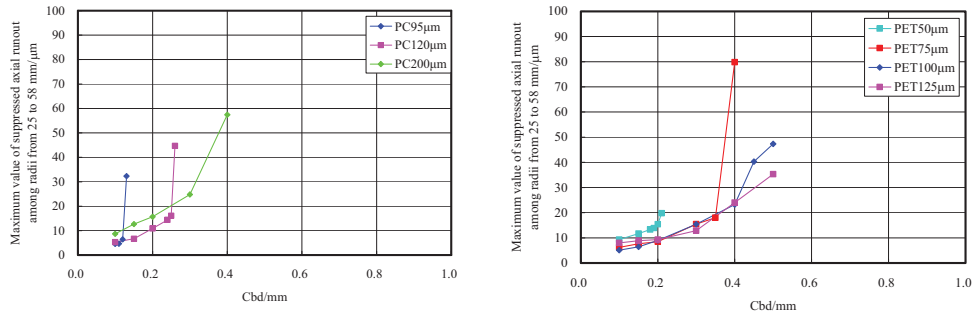 Maximum value of suppressed axial runout
among radii from 25 to 58 mm/μm
100
90
80
70
60
50
40
30
20
10
0
0.0 0.2 0.4 0.6 0.8 1.0
Cbd/mm
PC95μm
PC120μm
PC200μm
Maximum value of suppressed axial runout
among radii from 25 to 58 mm/μm
100
90
80
70
60
50
40
30
20
10
0
0.0 0.2 0.4 0.6 0.8 1.0
Cbd/mm
PET50μm
PET75μm
PET100μm
PET125μm